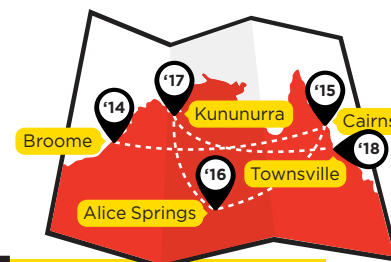 '17
'14
'15
Kununurra
Cairns
Broome
'18
'16
Townsville
Alice Springs